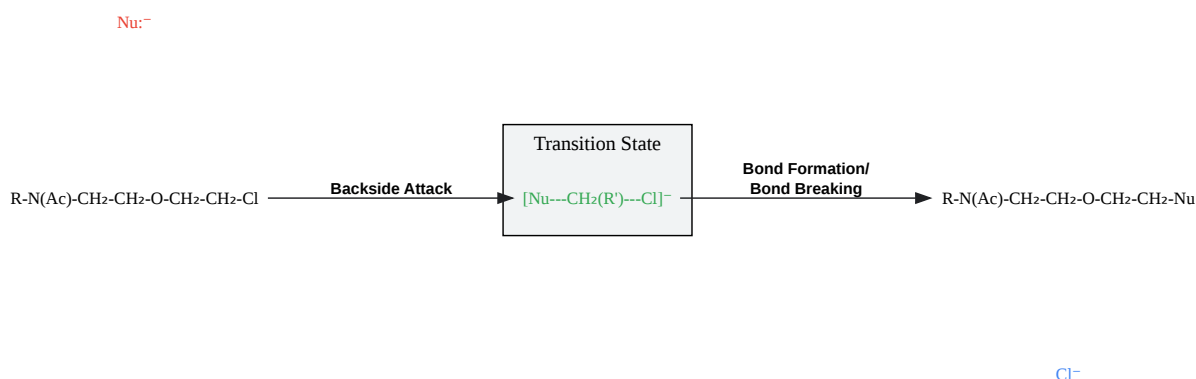 Nu:⁻
Transition State
Bond Formation/
Bond Breaking
R-N(Ac)-CH₂-CH₂-O-CH₂-CH₂-Cl
Backside Attack
[Nu---CH₂(R')---Cl]⁻
R-N(Ac)-CH₂-CH₂-O-CH₂-CH₂-Nu
Cl⁻